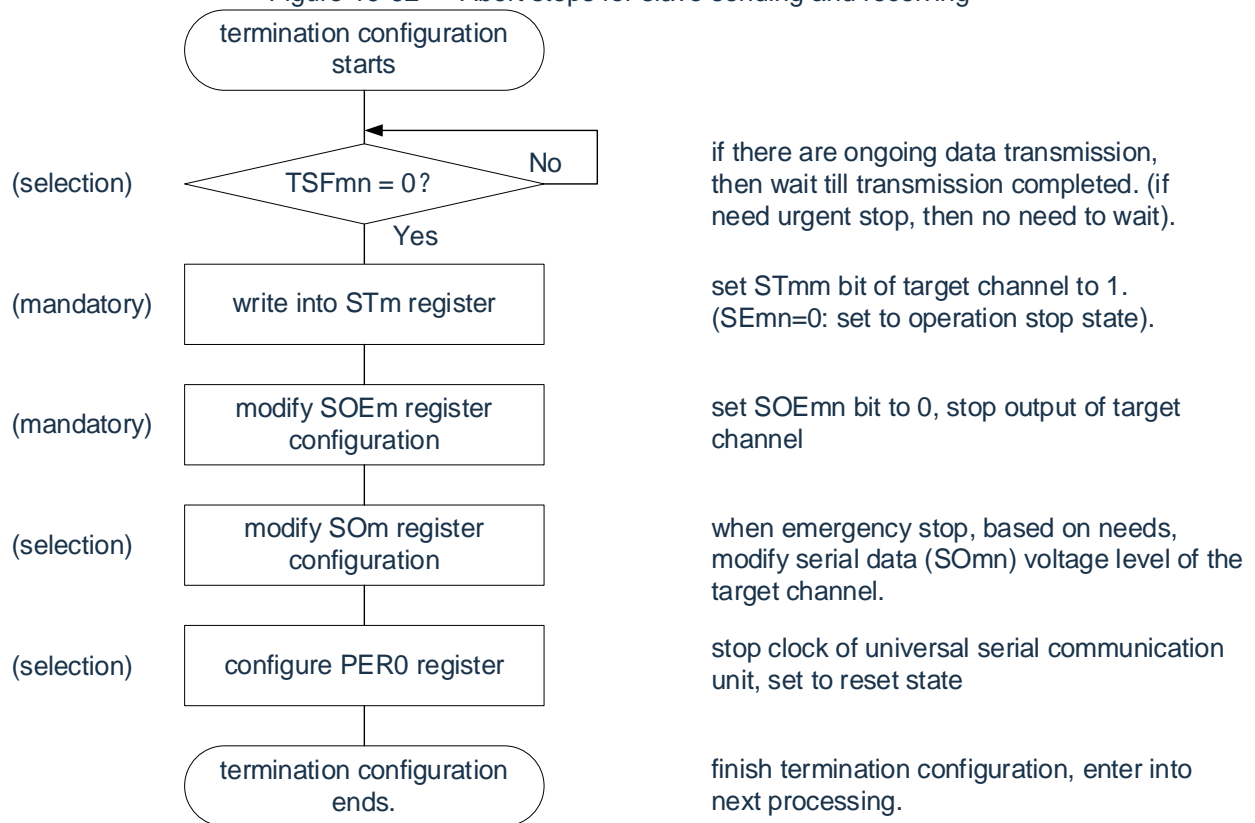 termination configuration
starts
(selection)
TSFmn = 0?
No
Yes
if there are ongoing data transmission,
then wait till transmission completed. (if
need urgent stop, then no need to wait).
(mandatory)
write into STm register
set STmm bit of target channel to 1.
(SEmn=0: set to operation stop state).
(mandatory)
modify SOEm register
configuration
set SOEmn bit to 0, stop output of target
channel
(selection)
modify SOm register
configuration
when emergency stop, based on needs,
modify serial data (SOmn) voltage level of the
target channel.
(selection)
configure PER0 register
stop clock of universal serial communication
unit, set to reset state
termination configuration
ends.
finish termination configuration, enter into
next processing.